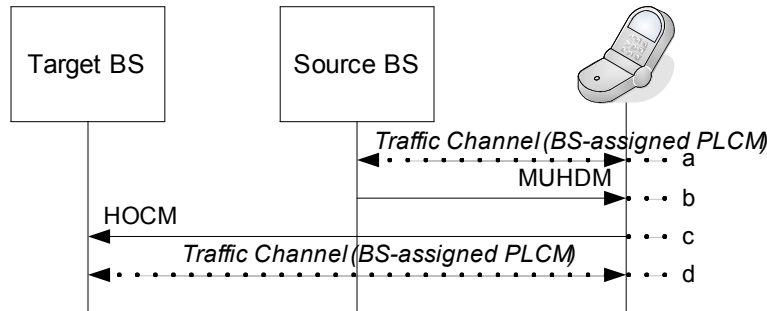 Target BS
Source BS
Traffic Channel (BS-assigned PLCM)
a
MUHDM
b
HOCM
c
Traffic Channel (BS-assigned PLCM)
d